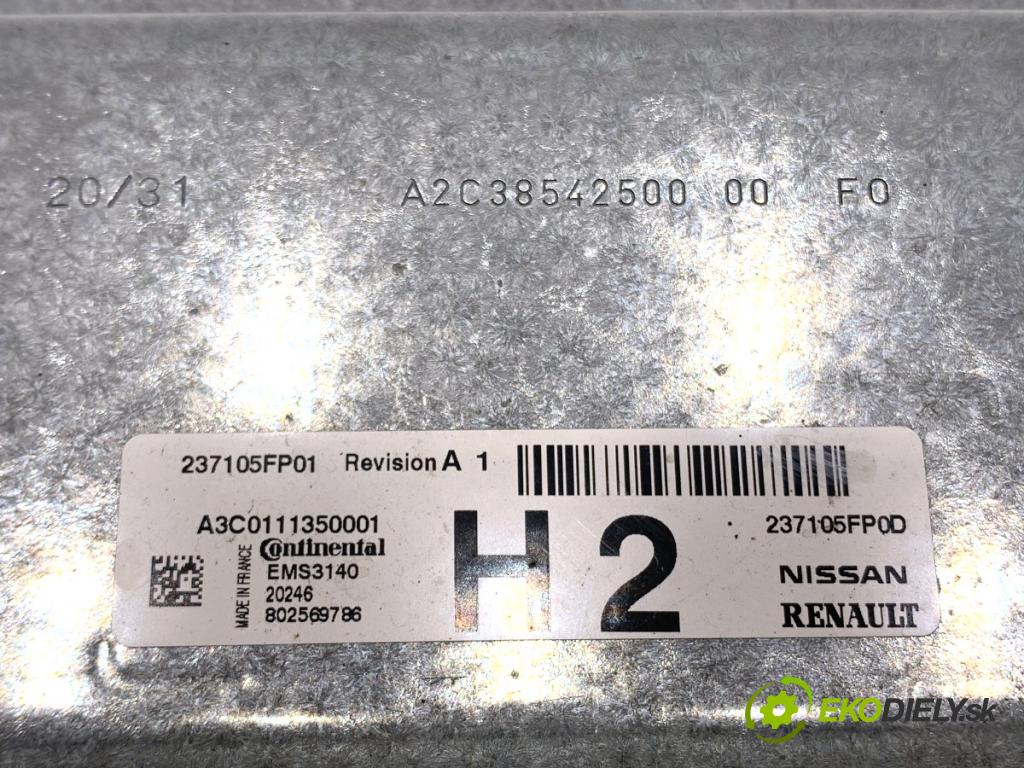 20/31 A2C38542500 00 F0
237105FP01 Revision A 1
A3C0111350001 H2 237105FP0D
MADE IN FRANCE
Continental
EMS3140 NISSAN
20246
802569786 RENAULT
EKODIELY.sk